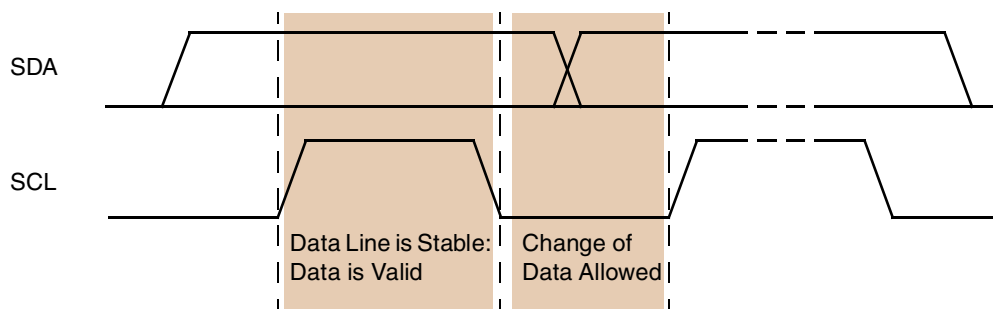 SDA
SCL
Data Line is Stable:
Data is Valid
Change of
Data Allowed